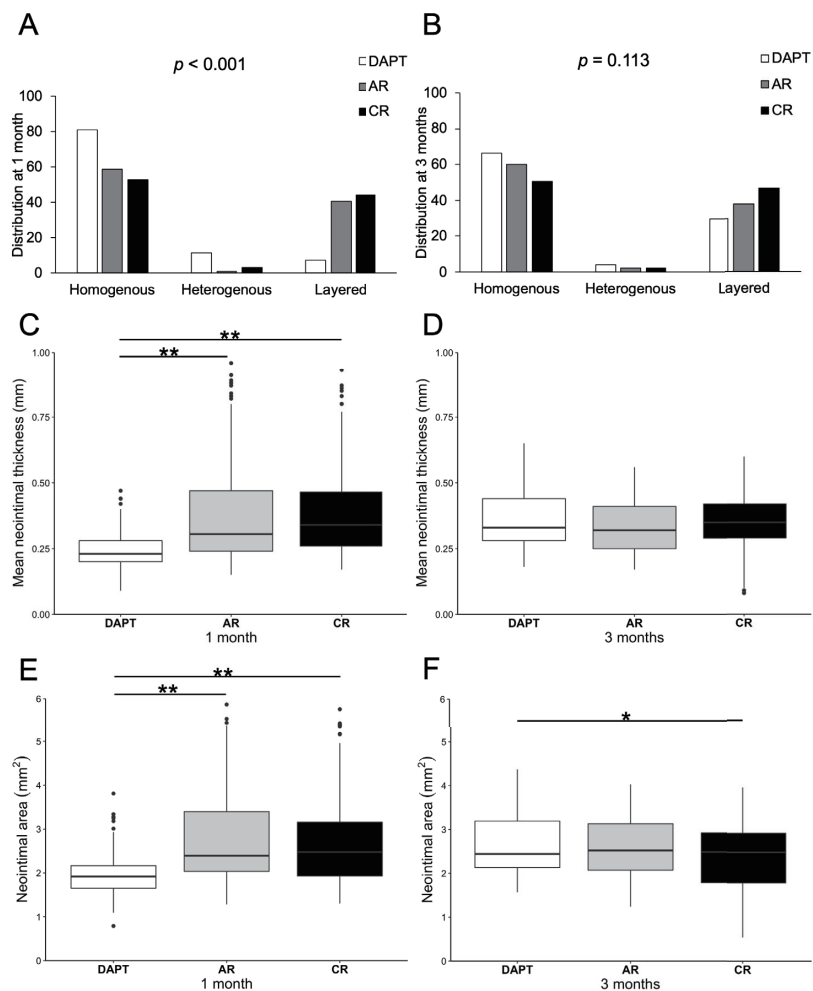 A
p < 0.001
DAPT
AR
CR
Distribution at 1 month
100
80
60
40
20
0
Homogenous Heterogenous Layered
B
p = 0.113
DAPT
AR
CR
Distribution at 3 months
100
80
60
40
20
0
Homogenous Heterogenous Layered
C
**
**
Mean neointimal thickness (mm)
1.00
0.75
0.50
0.25
0.00
DAPT AR CR
1 month
D
Mean neointimal thickness (mm)
1.00
0.75
0.50
0.25
0.00
DAPT AR CR
3 months
E
**
**
Neointimal area (mm²)
6
5
4
3
2
1
0
DAPT AR CR
1 month
F
*
Neointimal area (mm²)
6
5
4
3
2
1
0
DAPT AR CR
3 months